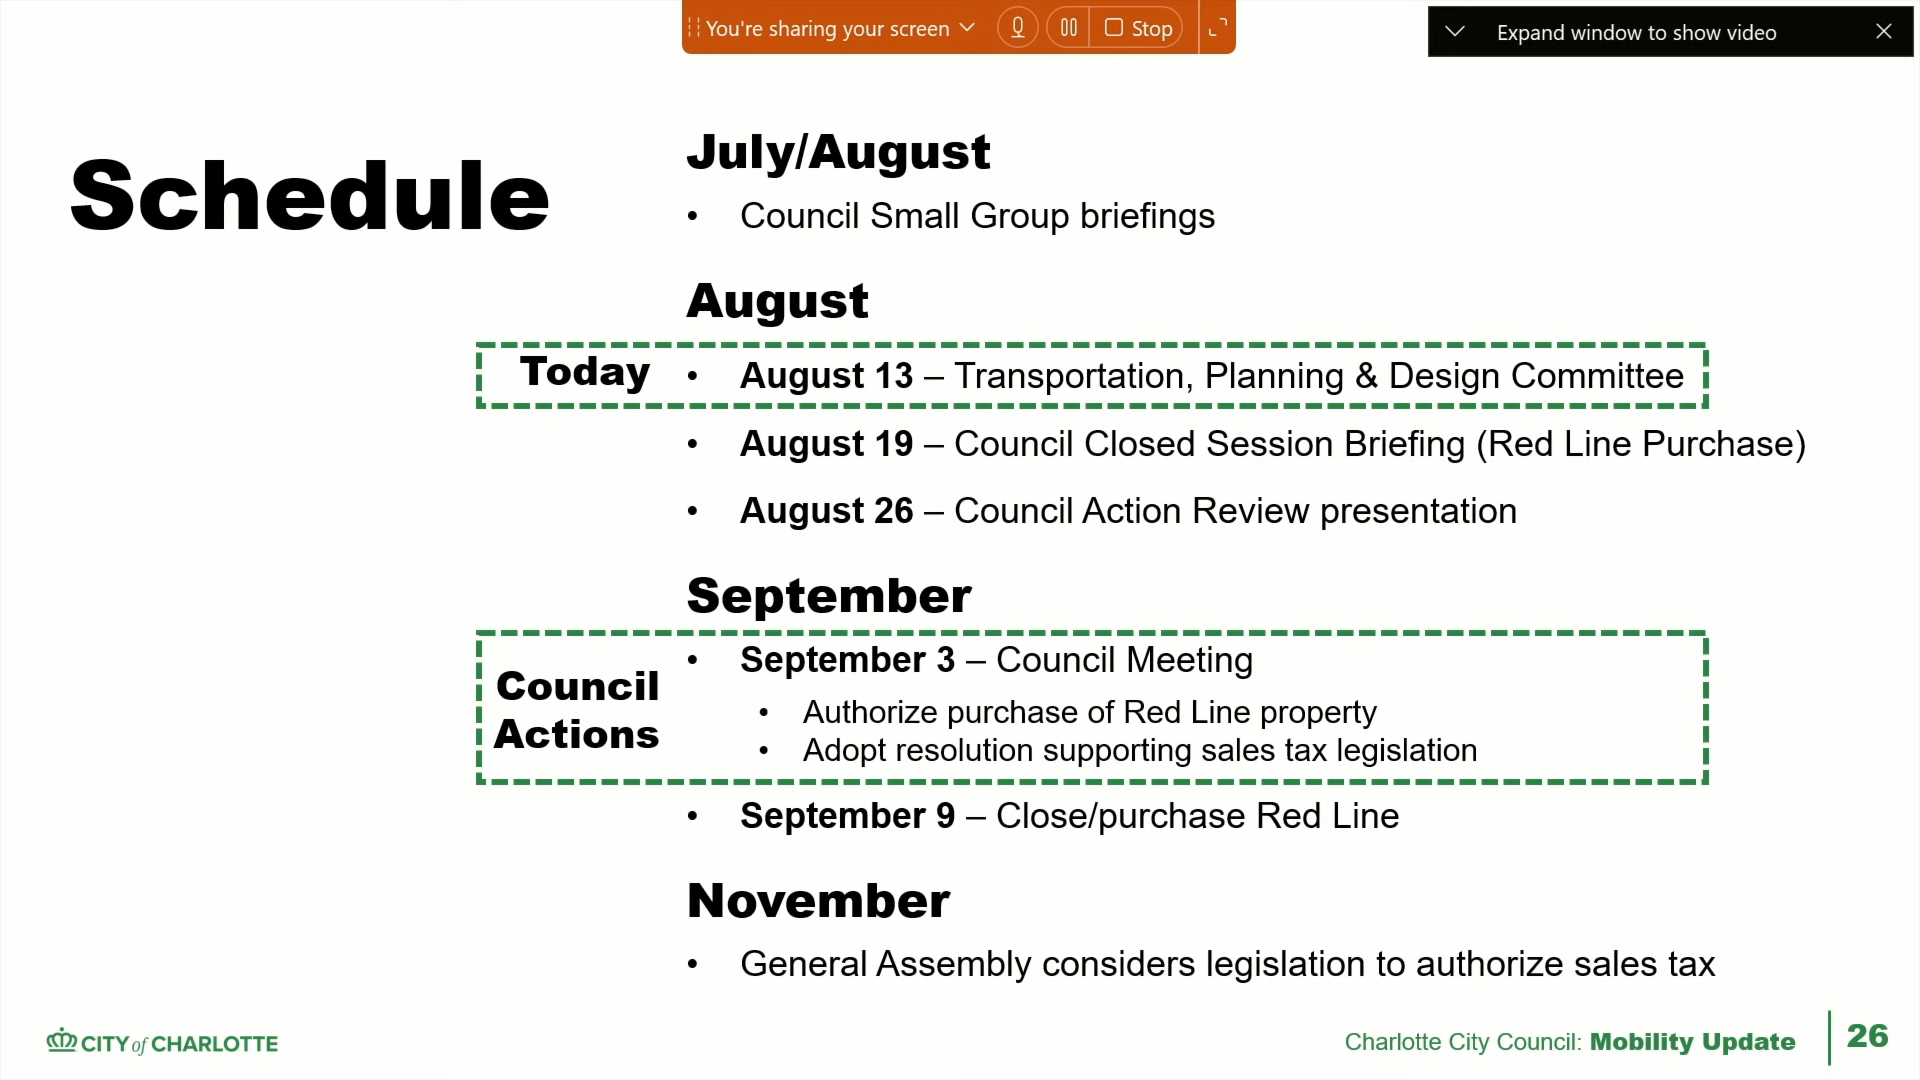 You're sharing your screen
Stop
Expand window to show video
Schedule
July/August
• Council Small Group briefings
August
Today
• August 13 – Transportation, Planning & Design Committee
• August 19 – Council Closed Session Briefing (Red Line Purchase)
• August 26 – Council Action Review presentation
September
Council
Actions
• September 3 – Council Meeting
• Authorize purchase of Red Line property
• Adopt resolution supporting sales tax legislation
• September 9 – Close/purchase Red Line
November
• General Assembly considers legislation to authorize sales tax
CITY of CHARLOTTE
Charlotte City Council: Mobility Update
26